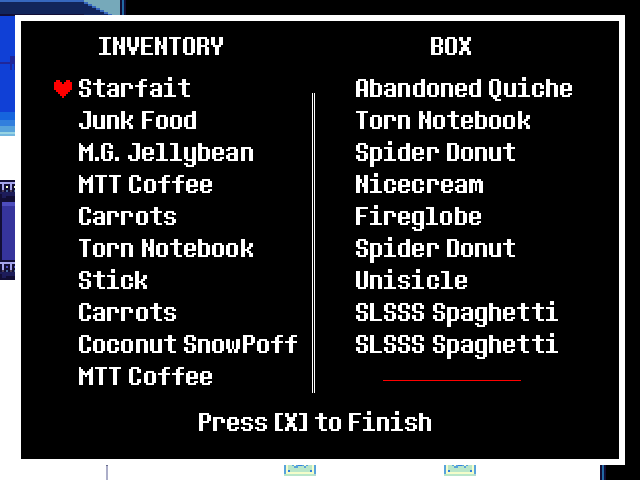 INVENTORY
Starfait
Junk Food
M.G. Jellybean
MTT Coffee
Carrots
Torn Notebook
Stick
Carrots
Coconut SnowPoff
MTT Coffee
BOX
Abandoned Quiche
Torn Notebook
Spider Donut
Nicecream
Fireglobe
Spider Donut
Unisicle
SLSSS Spaghetti
SLSSS Spaghetti
Press [X] to Finish